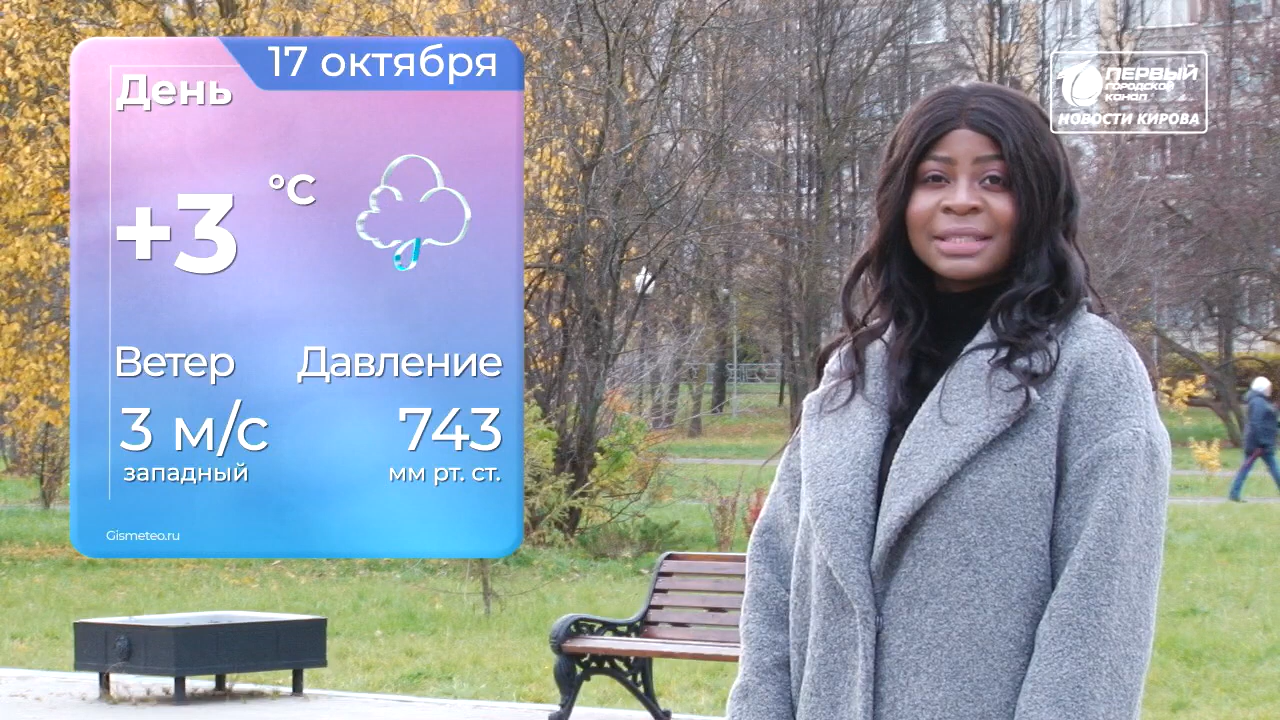 17 октября
День
+3 °C
Ветер
Давление
3 м/с
743
западный
мм рт. ст.
Gismeteo.ru
ПЕРВЫЙ
городской
канал
НОВОСТИ КИРОВА